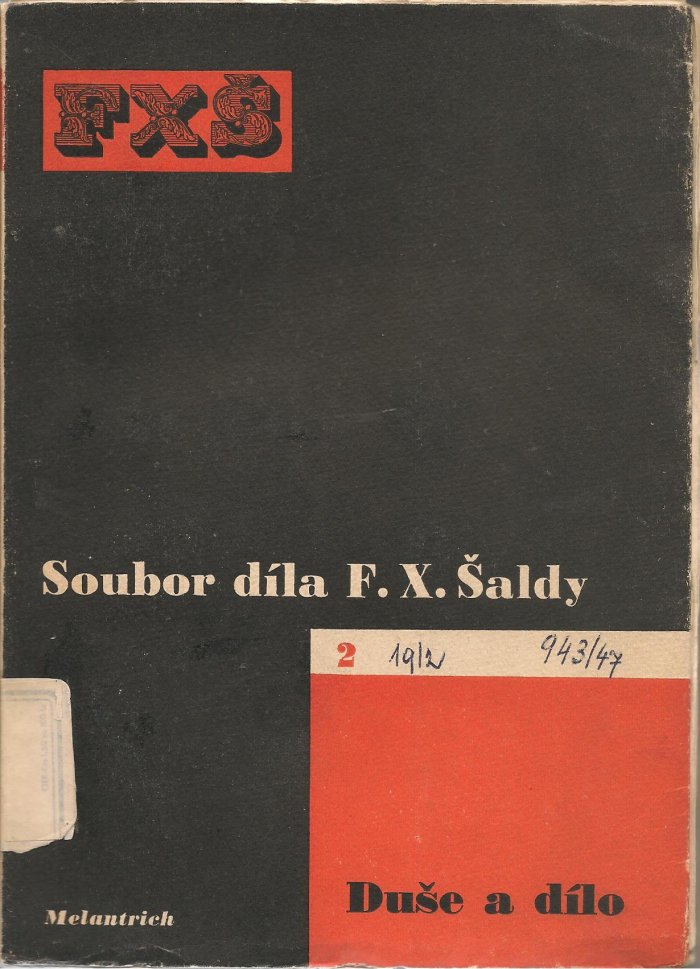 FXŠ
Soubor díla F. X. Šaldy
2 19/2 943/47
Duše a dílo
Melantrich